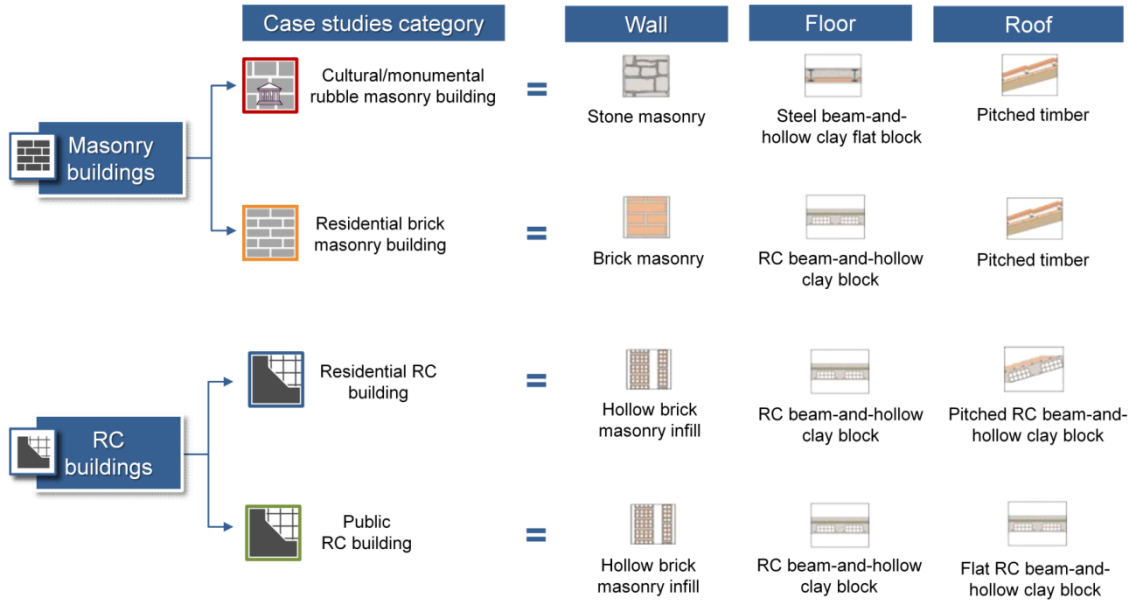 Case studies category
Wall
Floor
Roof
Masonry
buildings
Cultural/monumental
rubble masonry building
=
Stone masonry
Steel beam-and-
hollow clay flat block
Pitched timber
Residential brick
masonry building
=
Brick masonry
RC beam-and-hollow
clay block
Pitched timber
RC
buildings
Residential RC
building
=
Hollow brick
masonry infill
RC beam-and-hollow
clay block
Pitched RC beam-and-
hollow clay block
Public
RC building
=
Hollow brick
masonry infill
RC beam-and-hollow
clay block
Flat RC beam-and-
hollow clay block